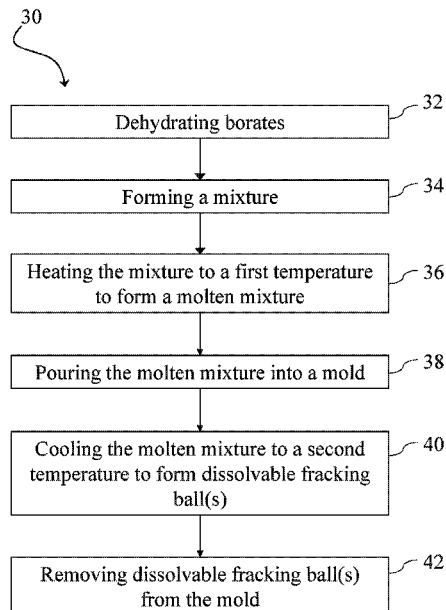 30
Dehydrating borates
32
Forming a mixture
34
Heating the mixture to a first temperature
to form a molten mixture
36
Pouring the molten mixture into a mold
38
Cooling the molten mixture to a second
temperature to form dissolvable fracking
ball(s)
40
Removing dissolvable fracking ball(s)
from the mold
42